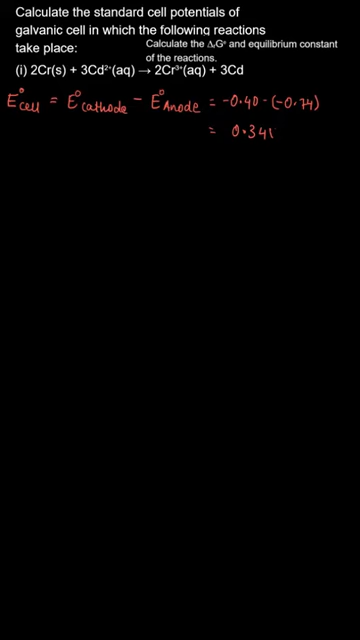 Calculate the standard cell potentials of
galvanic cell in which the following reactions
take place:
Calculate the ΔᵣG° and equilibrium constant
of the reactions.
(i) 2Cr(s) + 3Cd²⁺(aq) → 2Cr³⁺(aq) + 3Cd
E°cell = E°cathode - E°Anode = -0.40 - (-0.74)
= 0.34